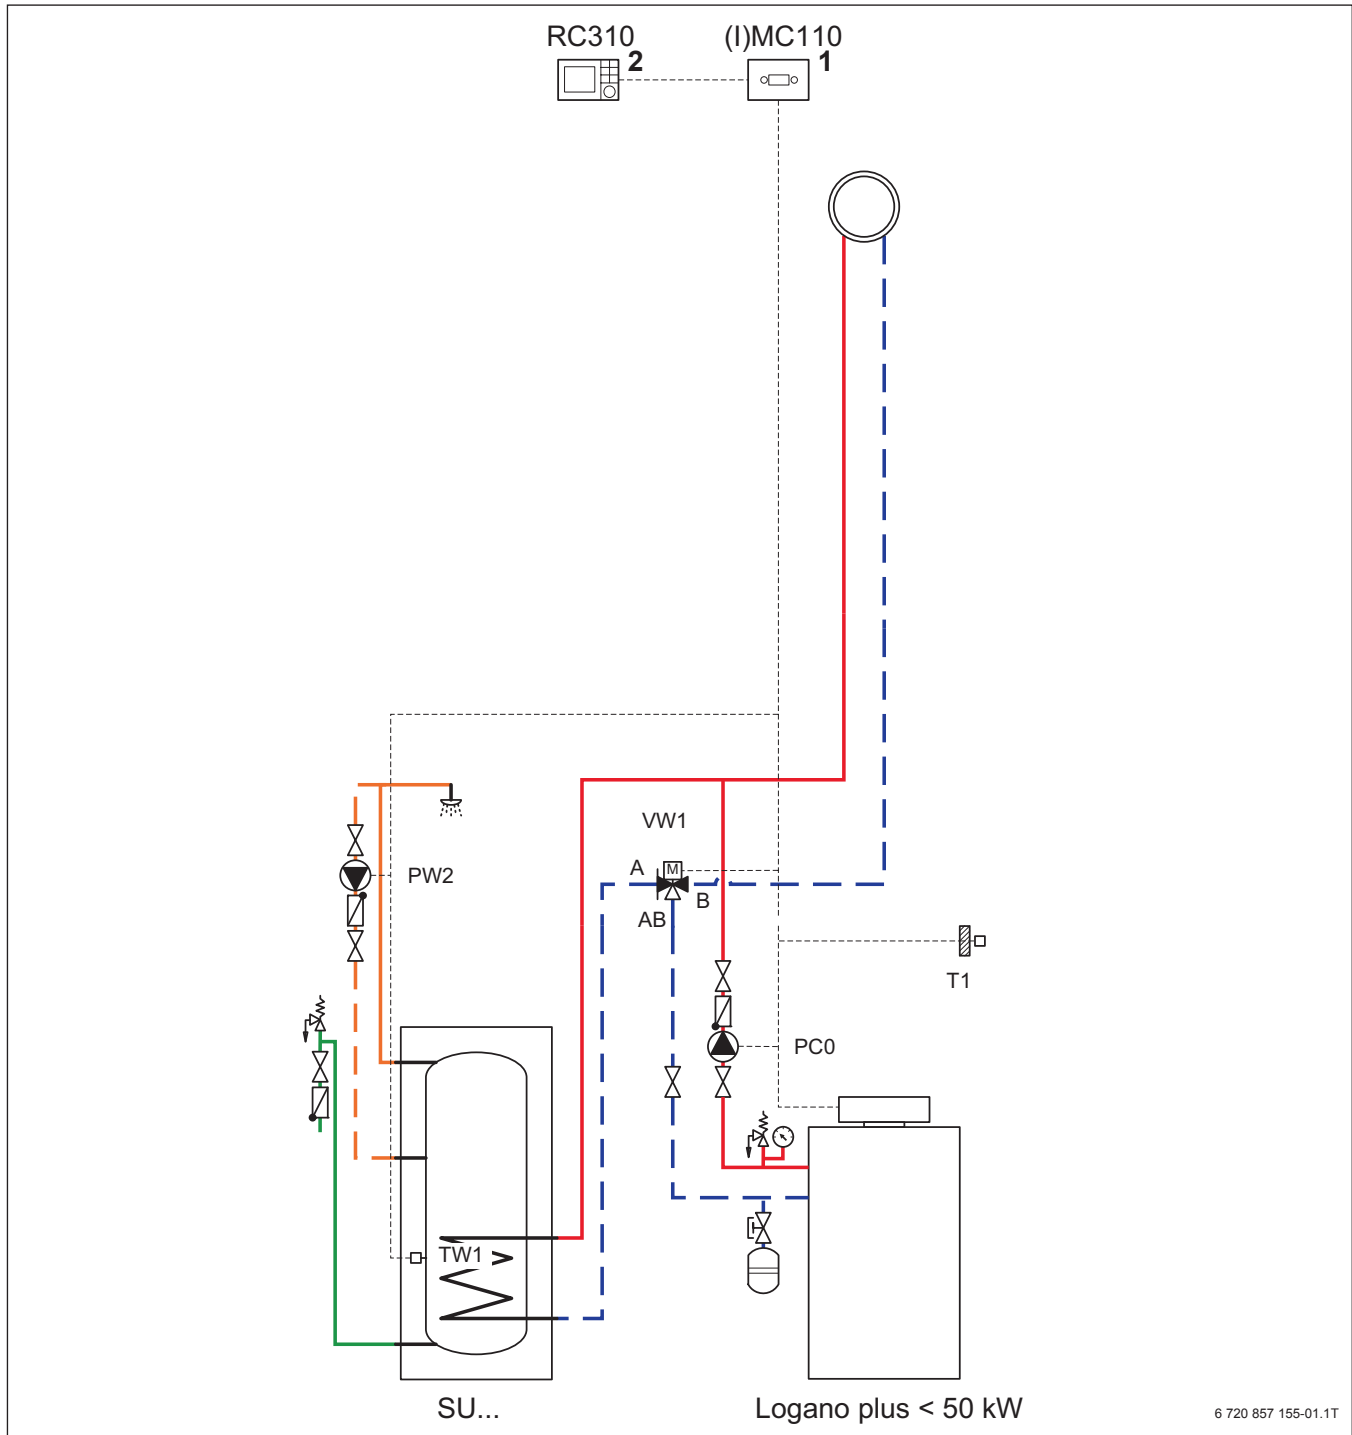 RC310
2
(I)MC110
1
VW1
A
M
B
AB
PW2
T1
PC0
TW1
SU...
Logano plus < 50 kW
6 720 857 155-01.1T